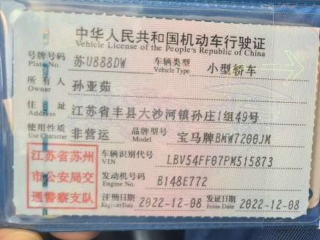 中华人民共和国机动车行驶证
Vehicle License of the People's Republic of China
号牌号码 苏U888DW 车辆类型 小型轿车
Plate No. Vehicle Type
所有人 孙亚茹
Owner
住址 江苏省丰县大沙河镇孙庄1组49号
Address
使用性质 非营运 品牌型号 宝马牌BMW7200JM
Use Character Model
江苏省苏州 车辆识别代号 LBV54FF07PM515873
VIN
市公安局交 发动机号码 B148E772
Engine No.
通警察支队 注册日期 2022-12-08 发证日期 2022-12-08
Register Date Issue Date